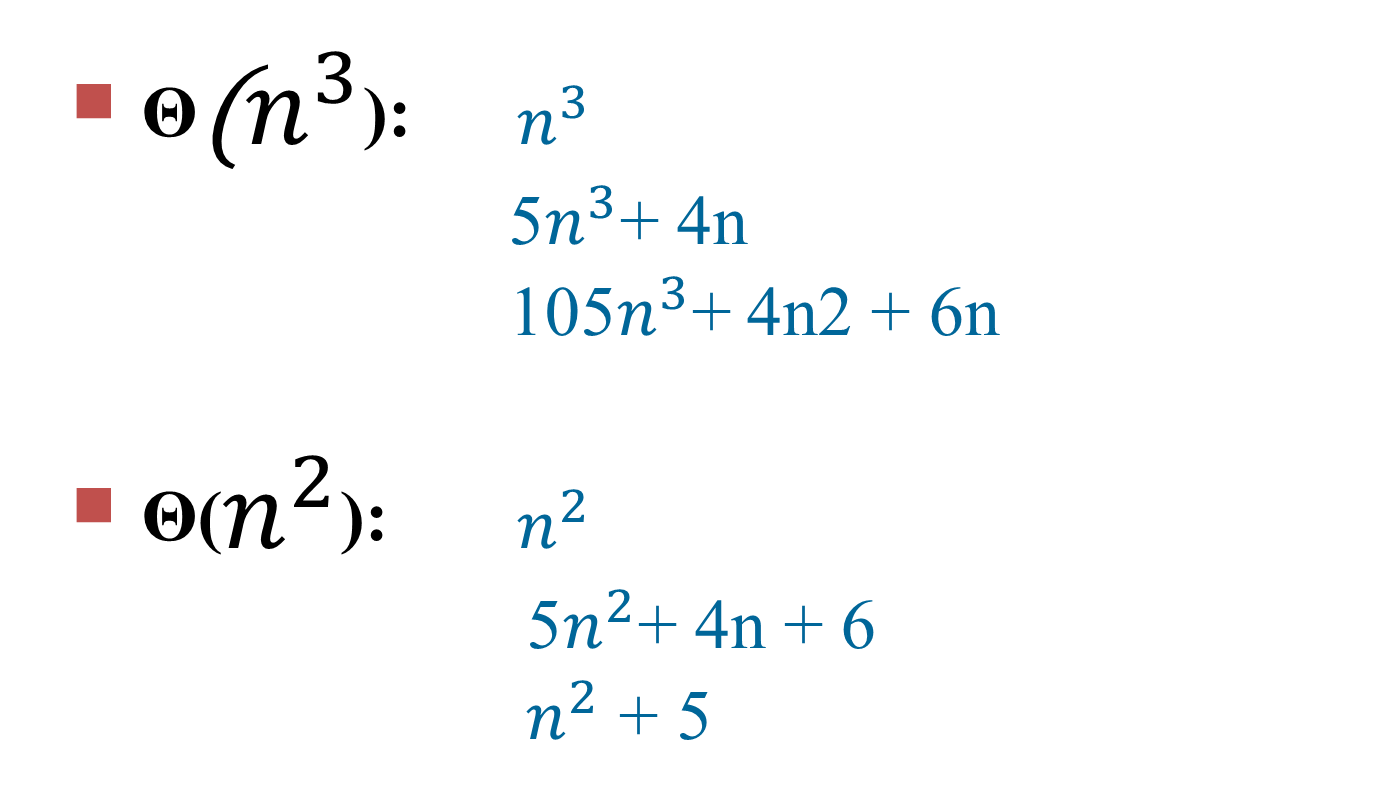 ▪ Θ(n³): n³
5n³+ 4n
105n³+ 4n2 + 6n
▪ Θ(n²): n²
5n²+ 4n + 6
n² + 5